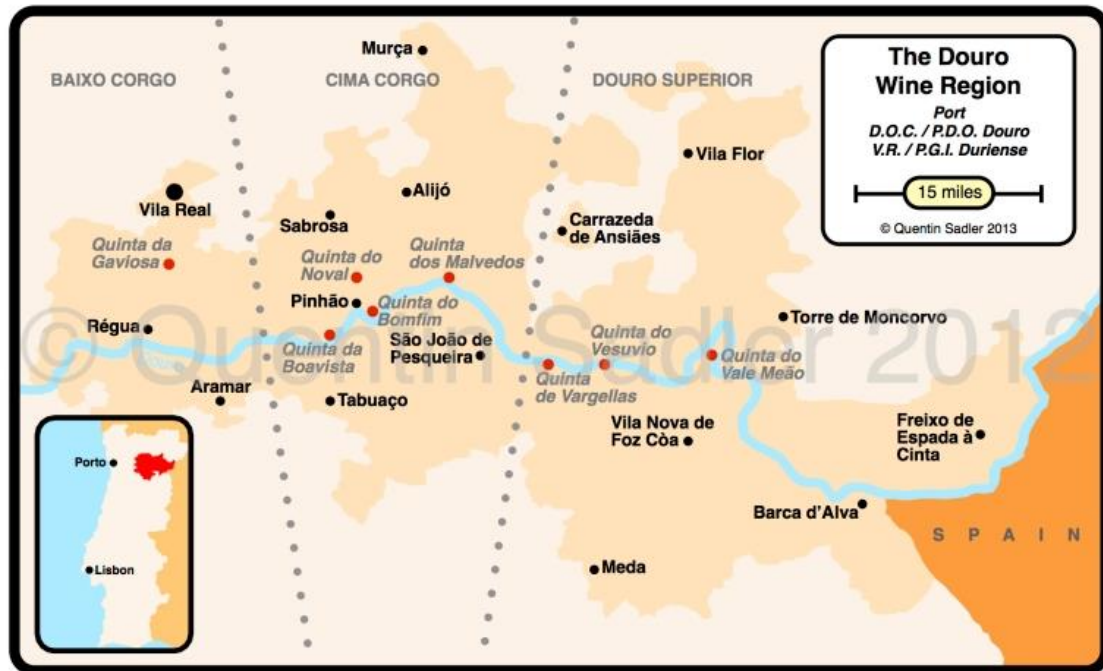 BAIXO CORGO
CIMA CORGO
DOURO SUPERIOR
The Douro
Wine Region
Port
D.O.C. / P.D.O. Douro
V.R. / P.G.I. Duriense
15 miles
© Quentin Sadler 2013
Murça
Vila Flor
Vila Real
Alijó
Sabrosa
Carrazeda
de Ansiães
Quinta da
Gaviosa
Quinta do
Noval
Quinta
dos Malvedos
Pinhão
Quinta do
Bomfim
Régua
Quinta da
Boavista
São João de
Pesqueira
Quinta do
Vesuvio
Torre de Moncorvo
Quinta do
Vale Meão
Quinta
de Vargellas
© Quentin Sadler 2012
Aramar
Tabuaço
Vila Nova de
Foz Còa
Freixo de
Espada à
Cinta
Barca d'Alva
SPAIN
Meda
Porto
Lisbon